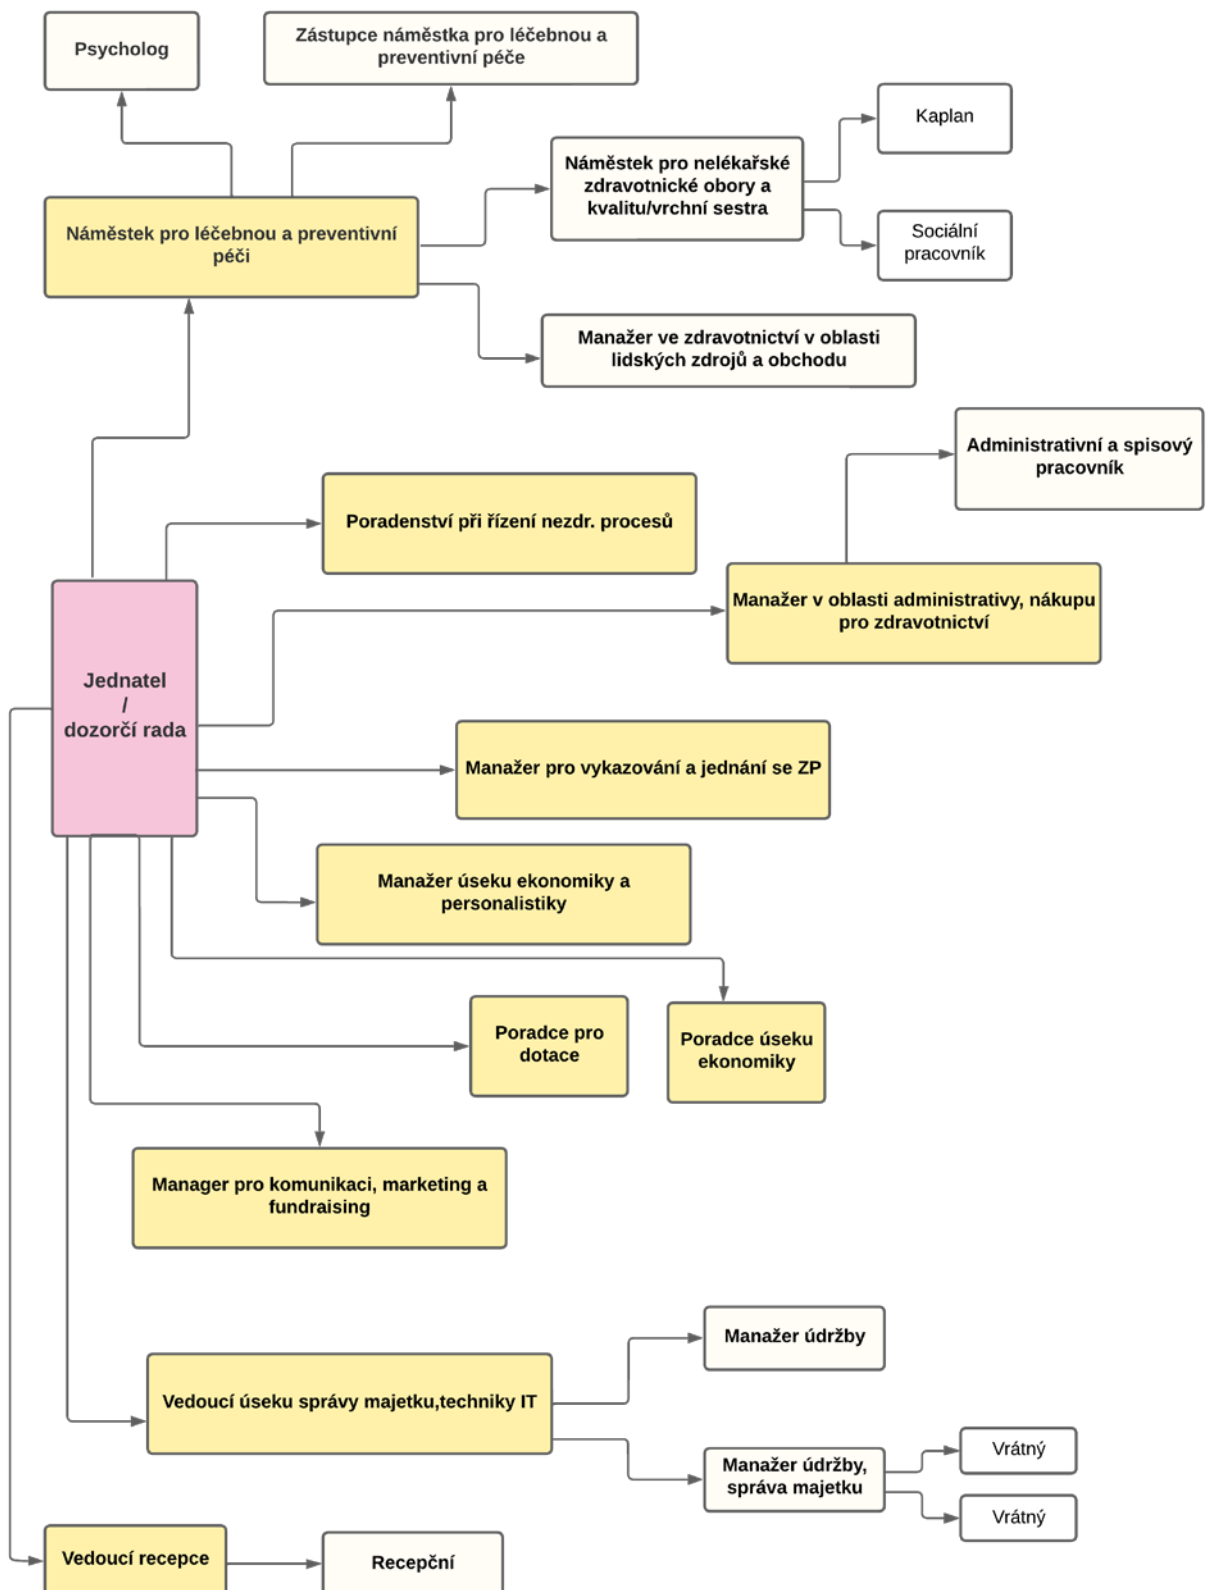 Psycholog
Zástupce náměstka pro léčebnou a
preventivní péče
Kaplan
Náměstek pro nelékařské
zdravotnické obory a
kvalitu/vrchní sestra
Náměstek pro léčebnou a preventivní
péči
Sociální
pracovník
Manažer ve zdravotnictví v oblasti
lidských zdrojů a obchodu
Administrativní a spisový
pracovník
Poradenství při řízení nezdr. procesů
Manažer v oblasti administrativy, nákupu
pro zdravotnictví
Jednatel
/
dozorčí rada
Manažer pro vykazování a jednání se ZP
Manažer úseku ekonomiky a
personalistiky
Poradce pro
dotace
Poradce úseku
ekonomiky
Manager pro komunikaci, marketing a
fundraising
Manažer údržby
Vedoucí úseku správy majetku,techniky IT
Manažer údržby,
správa majetku
Vrátný
Vrátný
Vedoucí recepce
Recepční